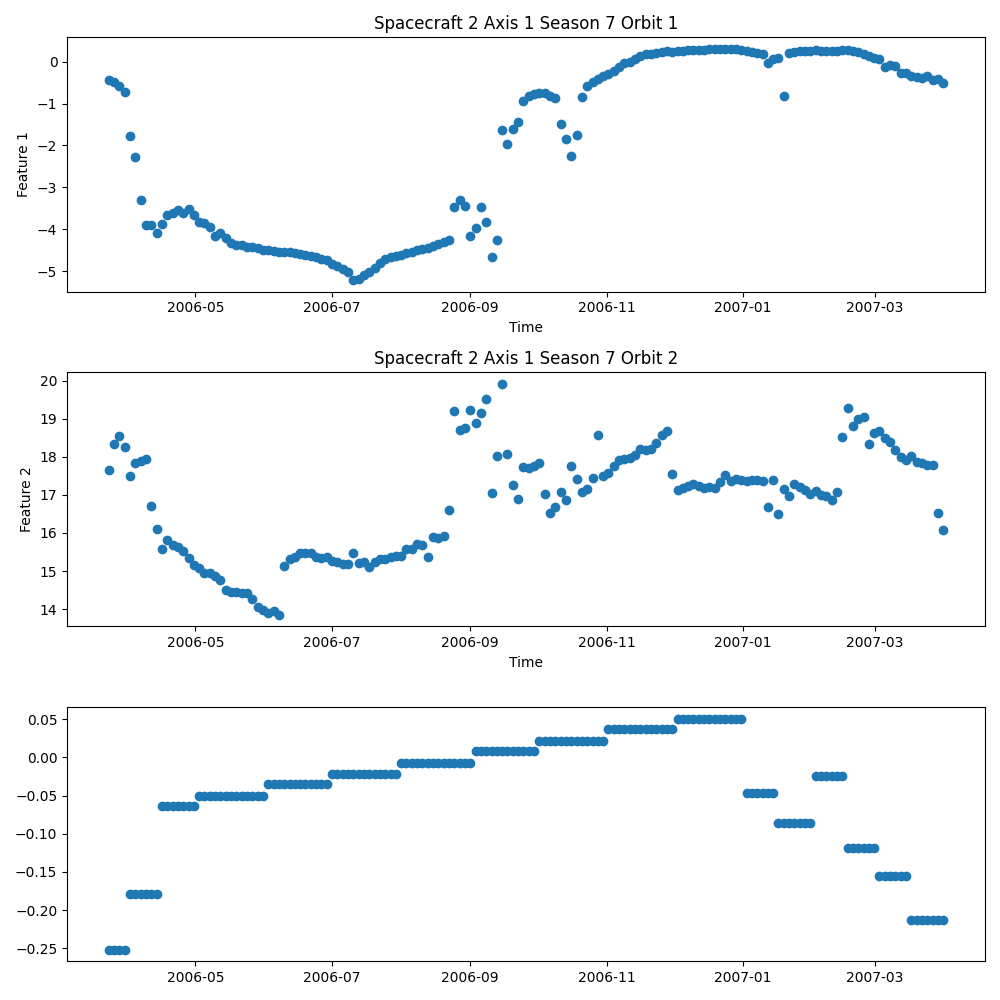 Spacecraft 2 Axis 1 Season 7 Orbit 1
0
−1
−2
−3
−4
−5
Feature 1
2006-05 2006-07 2006-09 2006-11 2007-01 2007-03
Time
Spacecraft 2 Axis 1 Season 7 Orbit 2
20
19
18
17
16
15
14
Feature 2
2006-05 2006-07 2006-09 2006-11 2007-01 2007-03
Time
0.05
0.00
−0.05
−0.10
−0.15
−0.20
−0.25
2006-05 2006-07 2006-09 2006-11 2007-01 2007-03